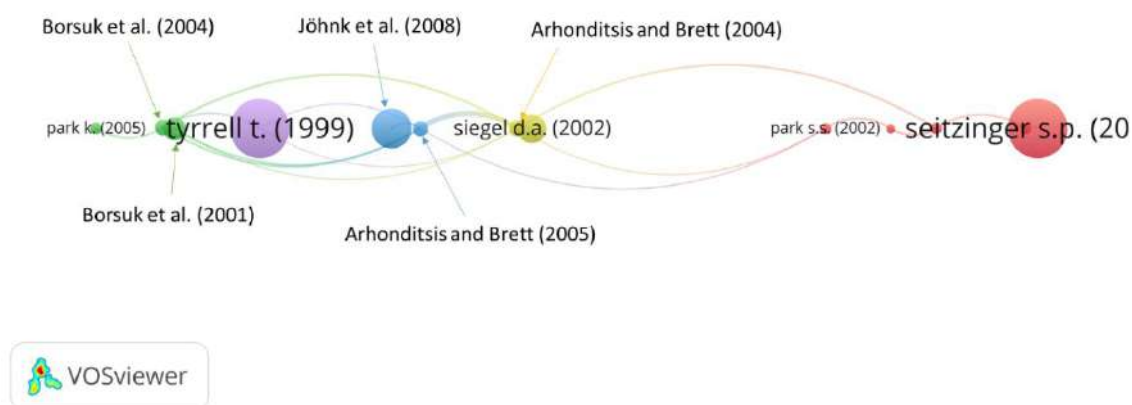 Borsuk et al. (2004)
Jöhnk et al. (2008)
Arhonditsis and Brett (2004)
park k. (2005)
tyrrell t. (1999)
siegel d.a. (2002)
park s.s. (2002)
seitzinger s.p. (20
Borsuk et al. (2001)
Arhonditsis and Brett (2005)
VOSviewer